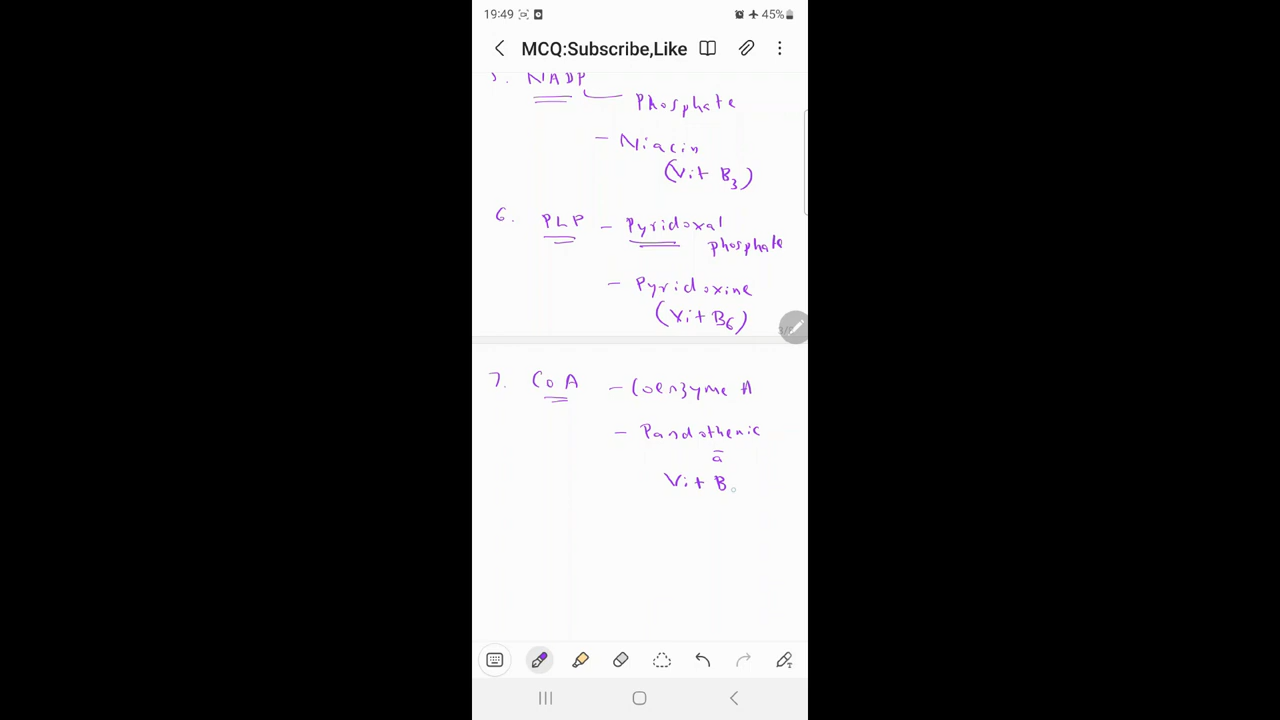 19:49 45%
MCQ:Subscribe,Like
5. NADP
Phosphate
- Niacin
(Vit B3)
6. PLP - Pyridoxal
phosphate
- Pyridoxine
(Vit B6)
7. CoA - Coenzyme A
- Pandothenic
a
Vit B